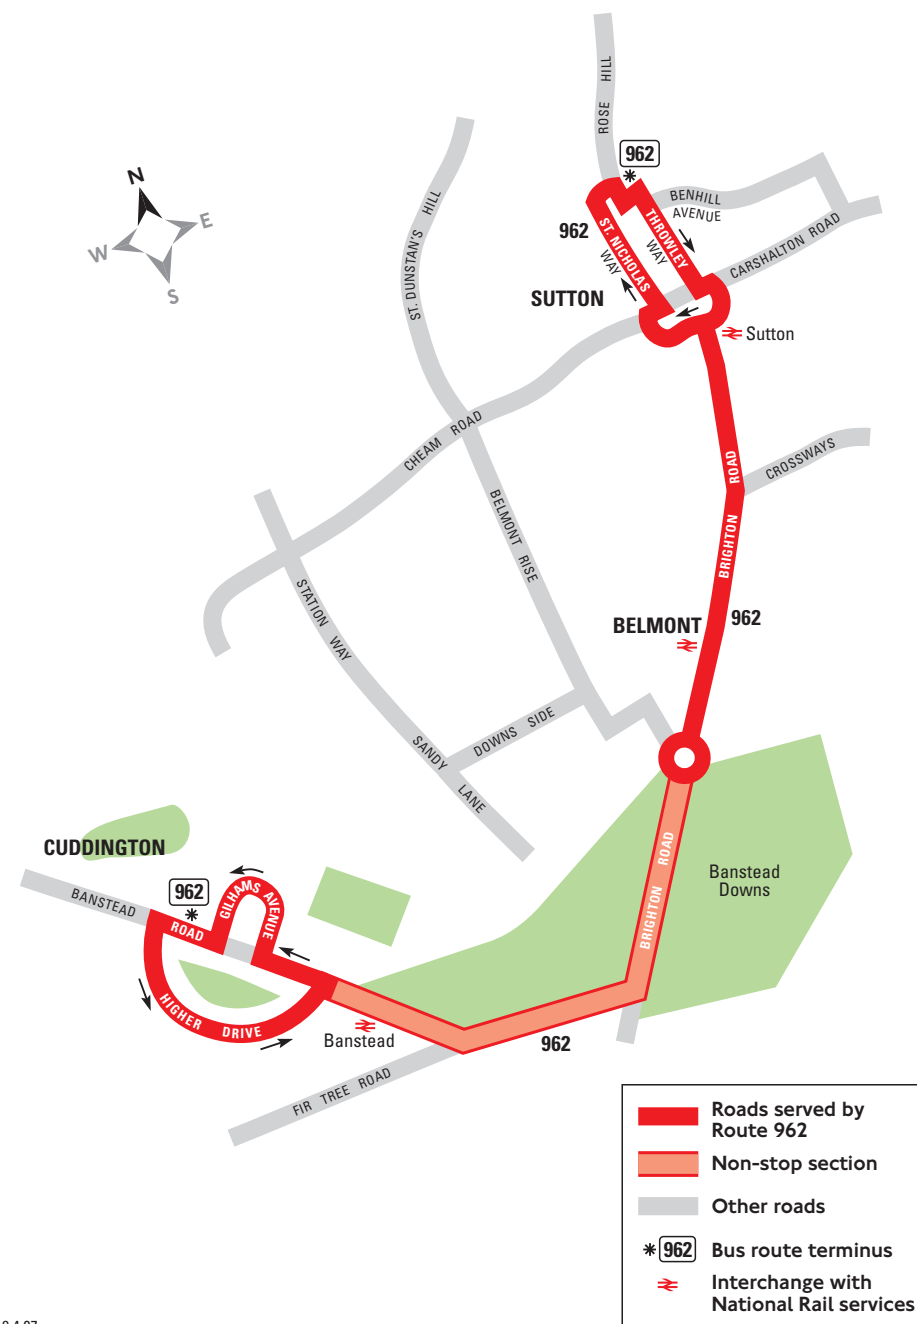 ROSE HILL
962
BENHILL
AVENUE
ST. DUNSTAN'S HILL
N
E
W
S
962
ST. NICHOLAS
WAY
THROWLEY
WAY
CARSHALTON ROAD
SUTTON
Sutton
CHEAM ROAD
CROSSWAYS
BRIGHTON ROAD
BELMONT RISE
STATION WAY
BELMONT
962
DOWNS SIDE
SANDY LANE
CUDDINGTON
BANSTEAD
ROAD
962
GILHAMS AVENUE
BRIGHTON ROAD
Banstead
Downs
HIGHER DRIVE
Banstead
962
FIR TREE ROAD
Roads served by
Route 962
Non-stop section
Other roads
962 Bus route terminus
Interchange with
National Rail services